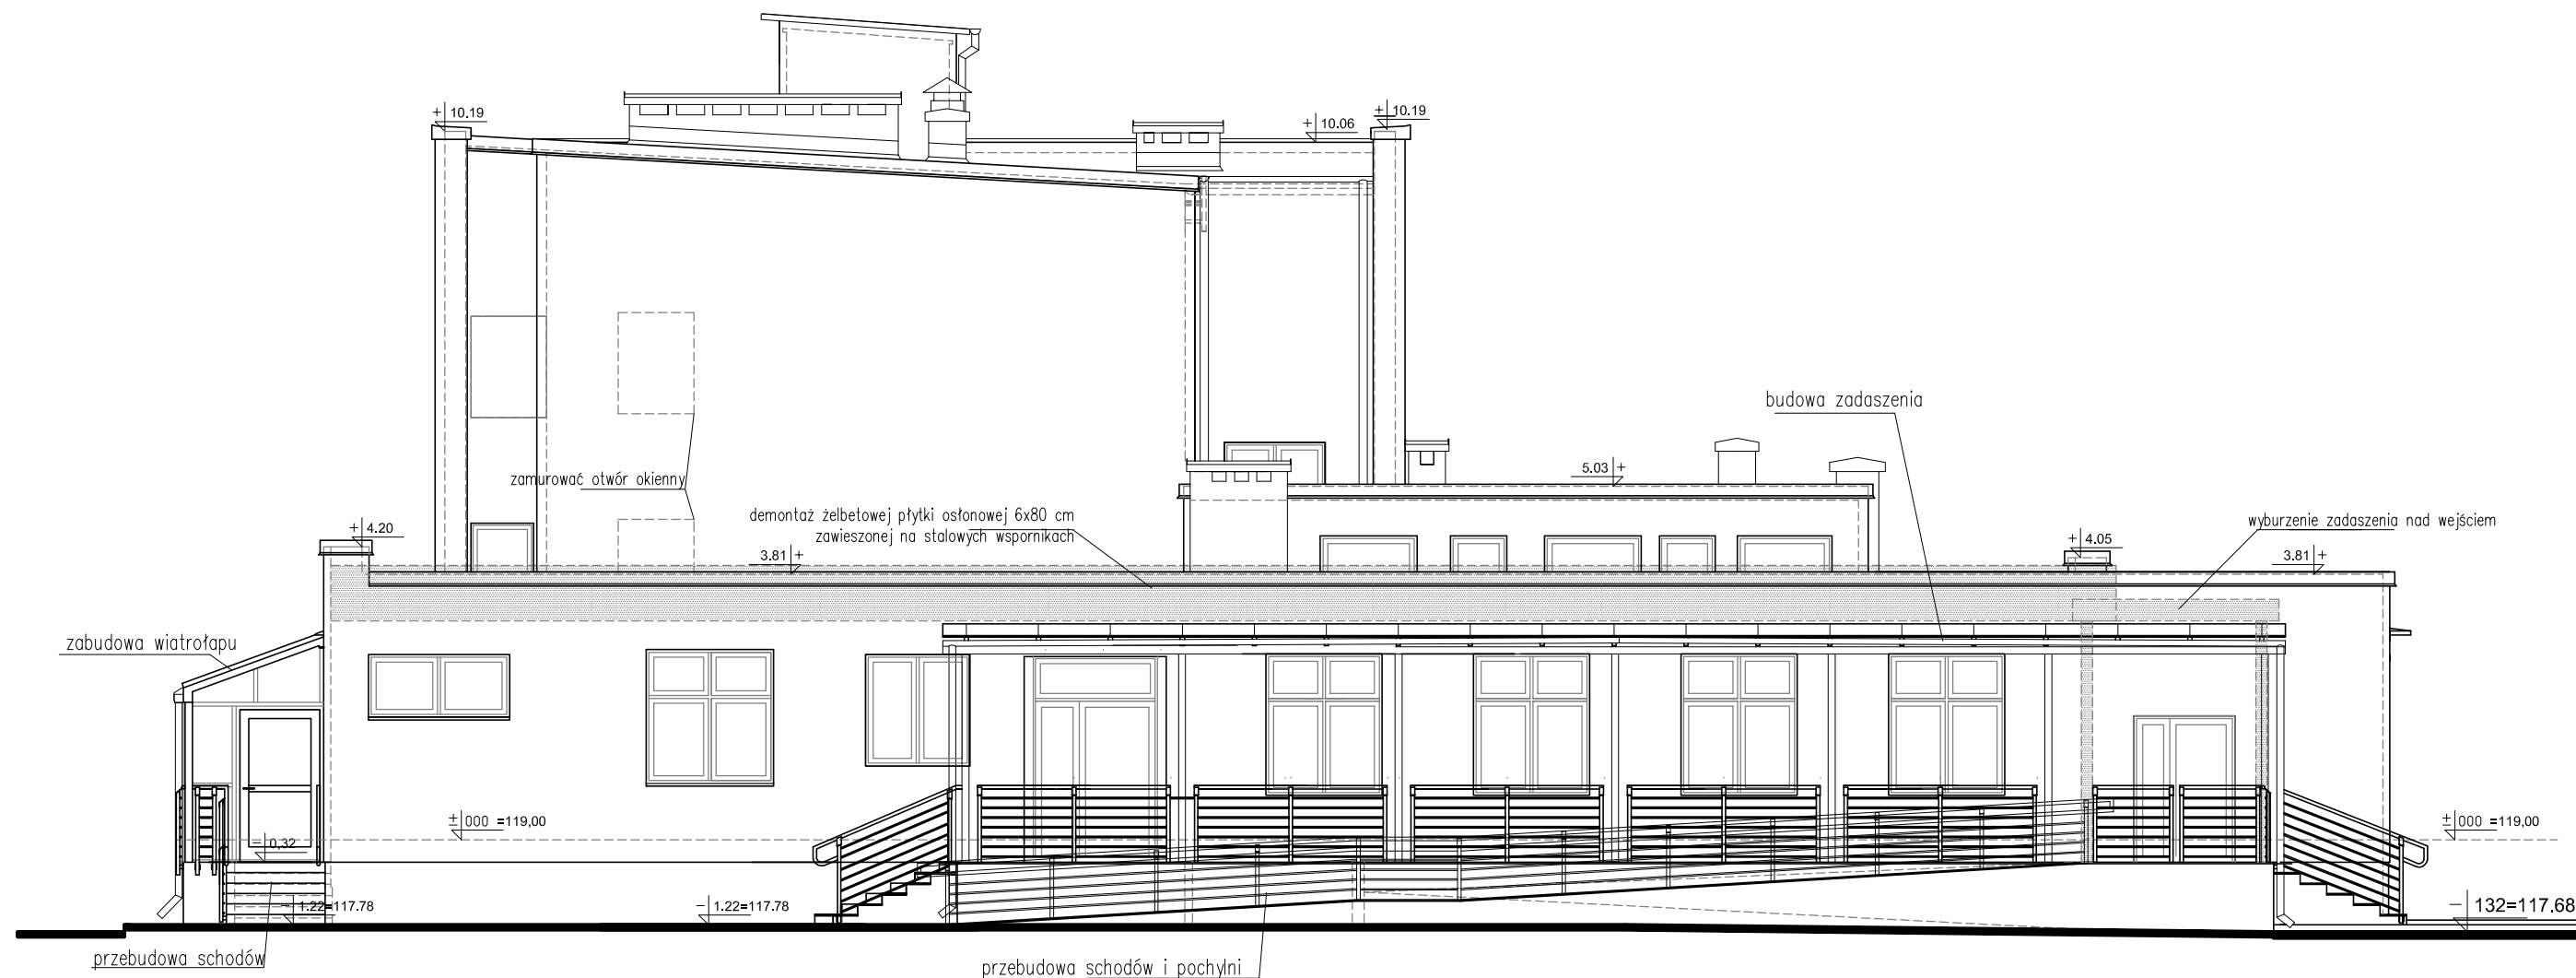 + 10.19
+ 10.06
+ 10.19
budowa zadaszenia
5.03 +
zamurować otwór okienny
demontaż żelbetowej płytki osłonowej 6x80 cm
zawieszonej na stalowych wspornikach
wyburzenie zadaszenia nad wejściem
+ 4.20
+ 4.05
3.81 +
3.81 +
zabudowa wiatrołapu
± 000 =119,00
± 000 =119,00
- 0,32
- 1.22=117.78
- 1.22=117.78
- 132=117,68
przebudowa schodów
przebudowa schodów i pochylni